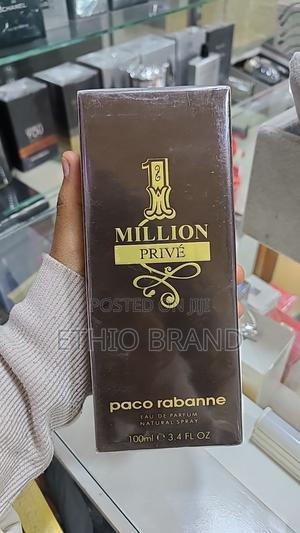 CHANEL
1
MILLION
PRIVÉ
POSTED ON JIJI
ETHIO BRAND
paco rabanne
EAU DE PARFUM
NATURAL SPRAY
100ml e 3.4 FL OZ